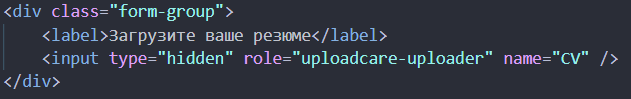 <div class="form-group">
    <label>Загрузите ваше резюме</label>
    <input type="hidden" role="uploadcare-uploader" name="CV" />
</div>